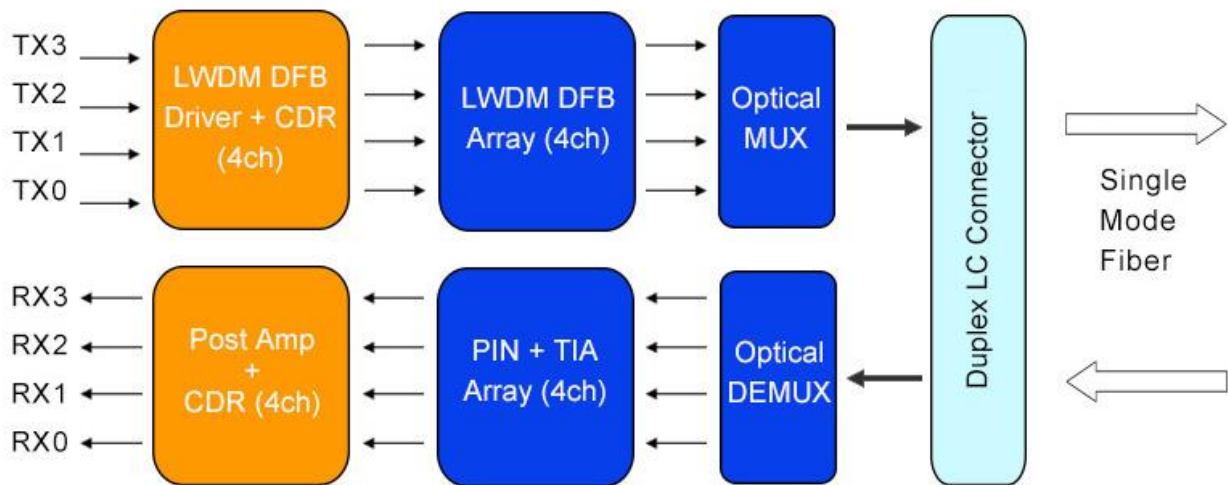 TX3
TX2
TX1
TX0
LWDM DFB
Driver + CDR
(4ch)
LWDM DFB
Array (4ch)
Optical
MUX
Duplex LC Connector
Single
Mode
Fiber
RX3
RX2
RX1
RX0
Post Amp
+
CDR (4ch)
PIN + TIA
Array (4ch)
Optical
DEMUX